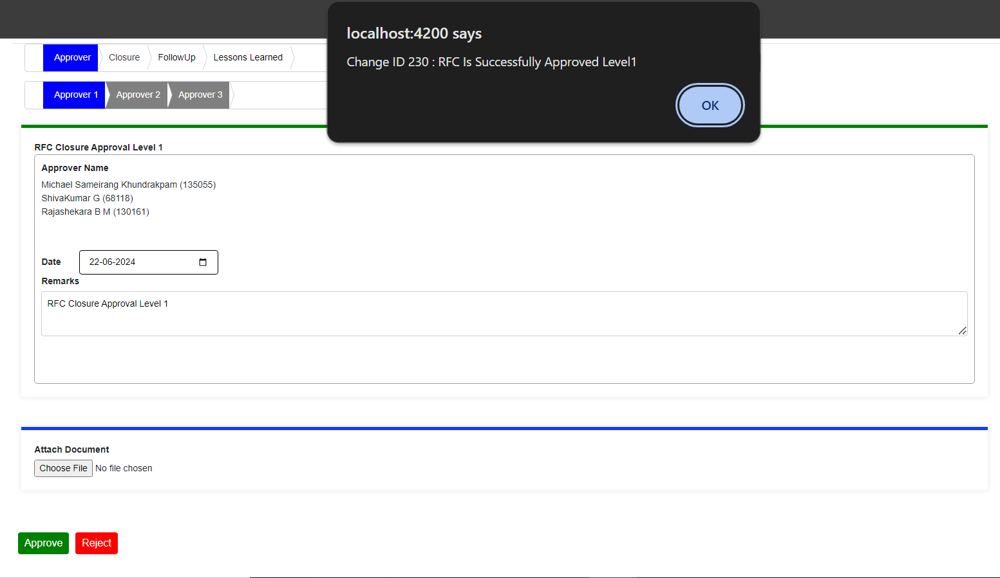 localhost:4200 says
Change ID 230 : RFC Is Successfully Approved Level1
OK
Approver Closure FollowUp Lessons Learned
Approver 1 Approver 2 Approver 3
RFC Closure Approval Level 1
Approver Name
Michael Sameirang Khundrakpam (135055)
ShivaKumar G (68118)
Rajashekara B M (130161)
Date 22-06-2024
Remarks
RFC Closure Approval Level 1
Attach Document
Choose File No file chosen
Approve Reject